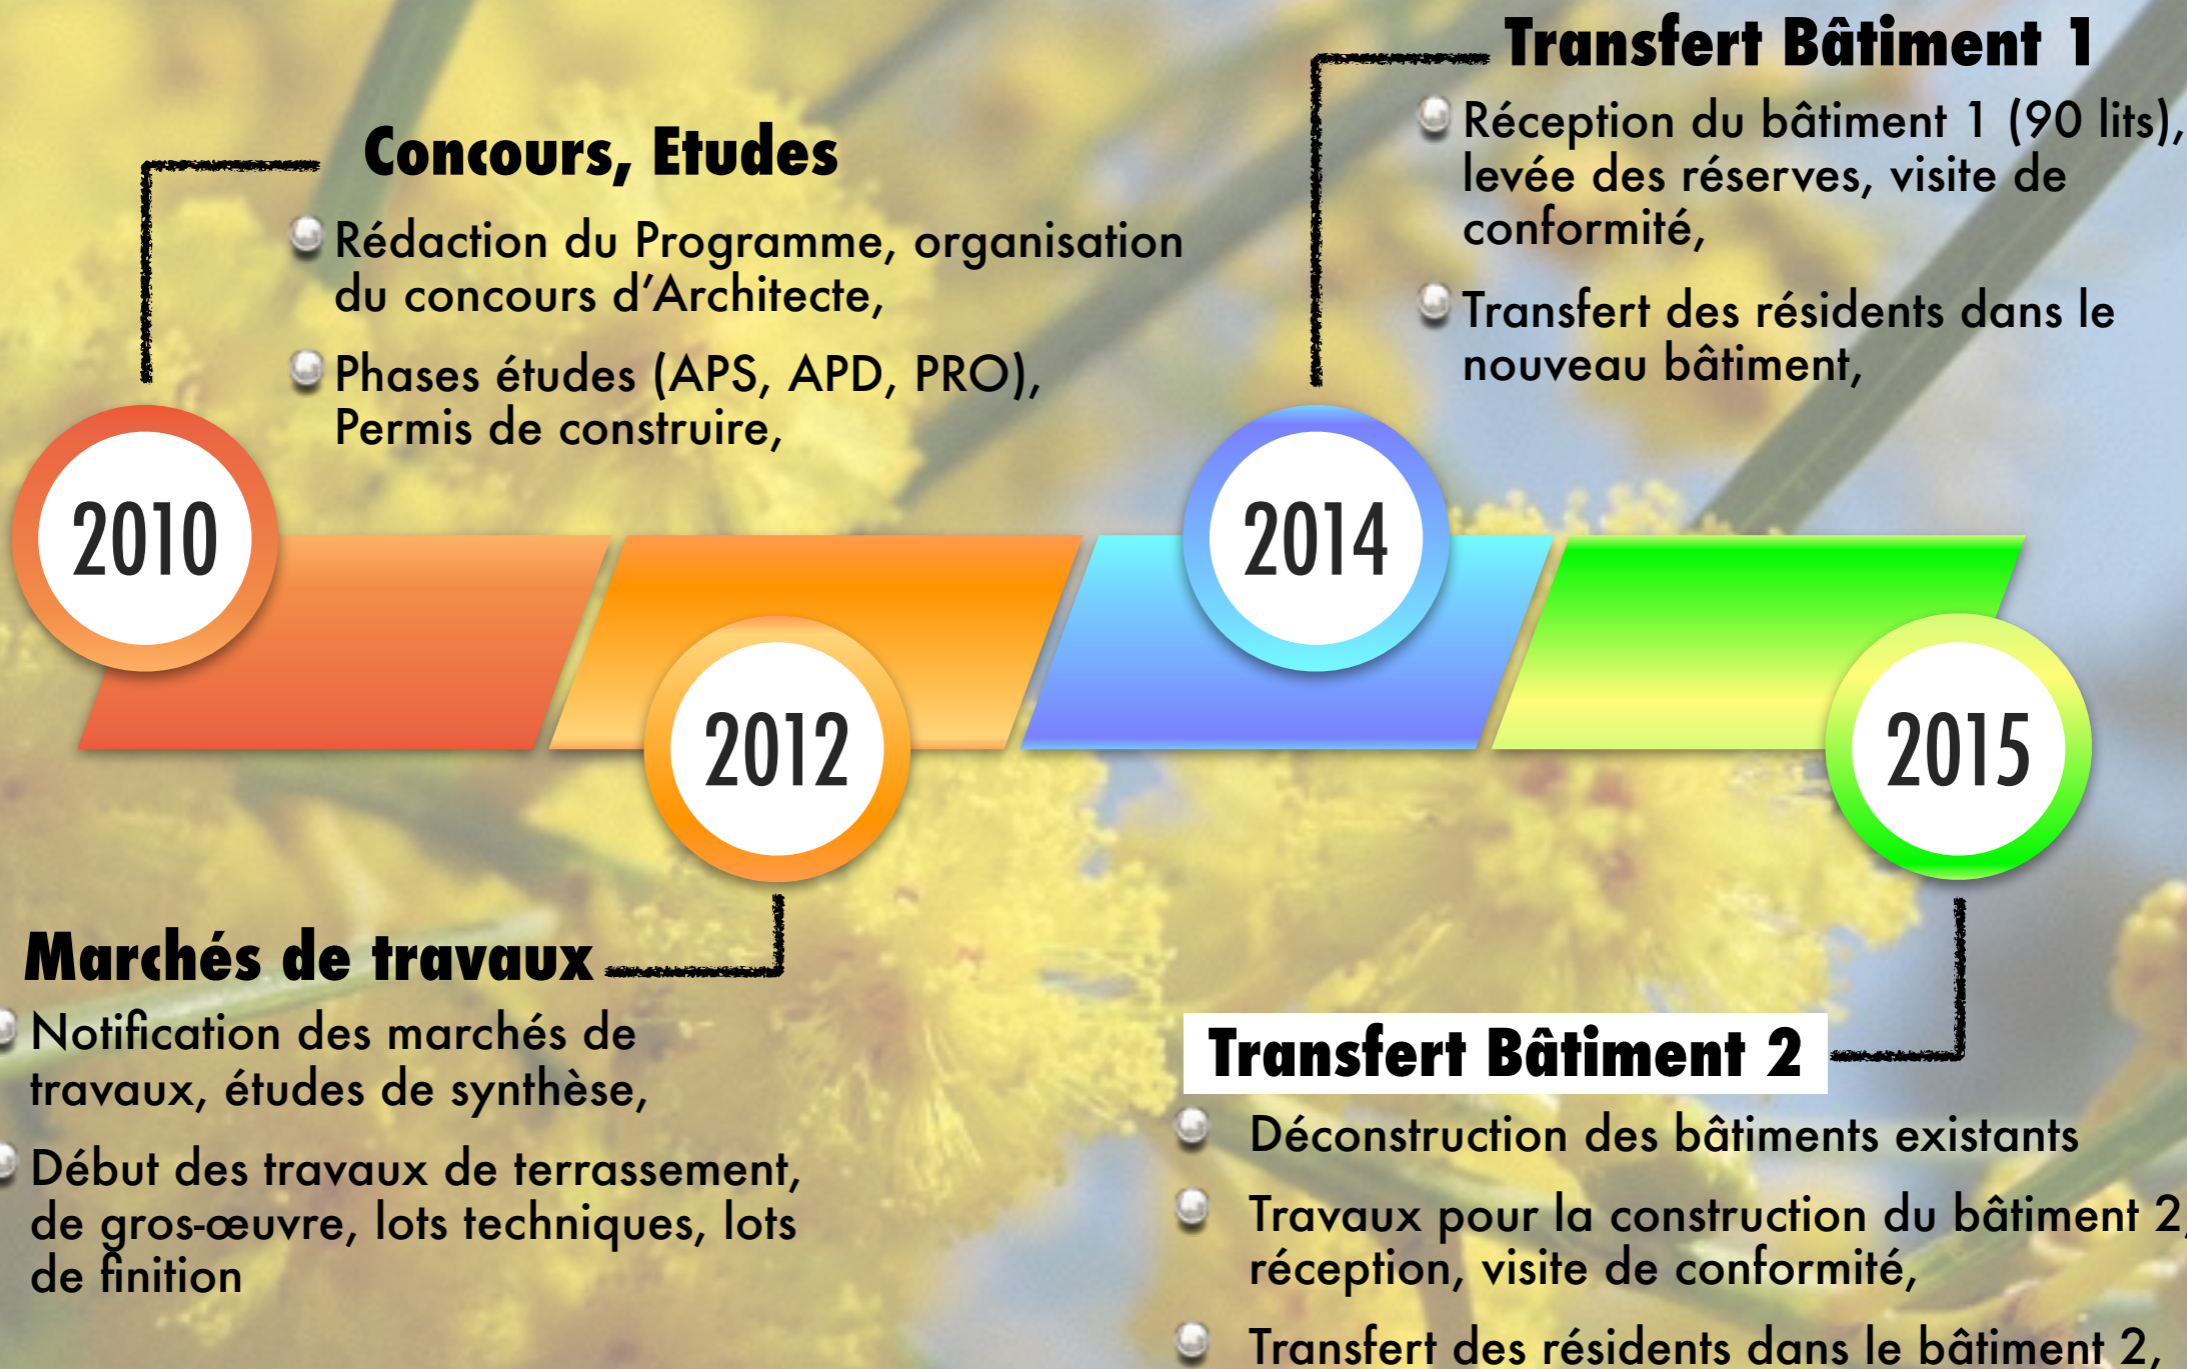 Concours, Etudes
Rédaction du Programme, organisation
du concours d’Architecte,
Phases études (APS, APD, PRO),
Permis de construire,
Transfert Bâtiment 1
Réception du bâtiment 1 (90 lits),
levée des réserves, visite de
conformité,
Transfert des résidents dans le
nouveau bâtiment,
2010
2012
2014
2015
Marchés de travaux
Notification des marchés de
travaux, études de synthèse,
Début des travaux de terrassement,
de gros-œuvre, lots techniques, lots
de finition
Transfert Bâtiment 2
Déconstruction des bâtiments existants
Travaux pour la construction du bâtiment 2,
réception, visite de conformité,
Transfert des résidents dans le bâtiment 2,